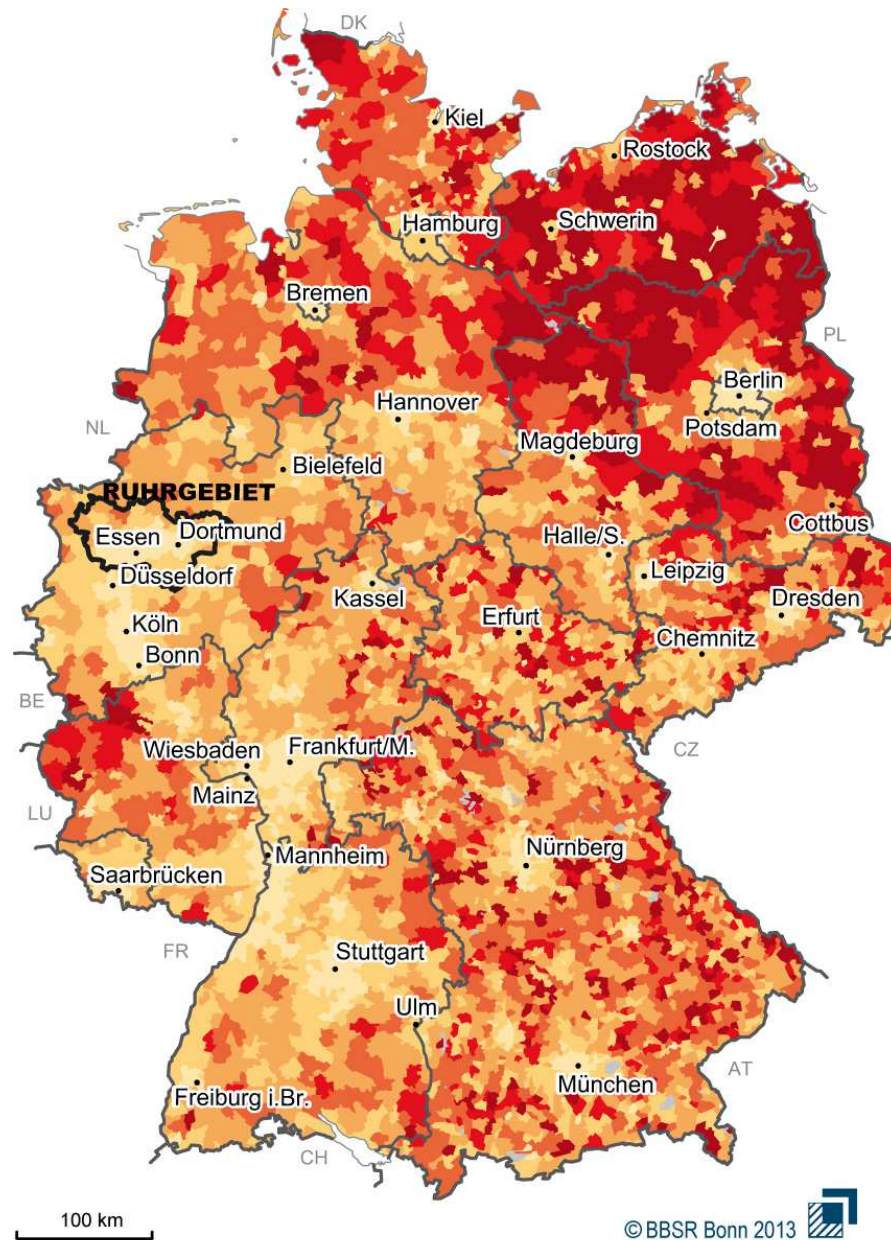 DK
Kiel
Rostock
Hamburg
Schwerin
Bremen
PL
Berlin
Hannover
Potsdam
NL
Magdeburg
Bielefeld
RUHRGEBIET
Cottbus
Essen
Dortmund
Halle/S.
Düsseldorf
Leipzig
Kassel
Dresden
Erfurt
Köln
Chemnitz
Bonn
BE
Wiesbaden
Frankfurt/M.
CZ
Mainz
LU
Mannheim
Nürnberg
Saarbrücken
FR
Stuttgart
Ulm
AT
München
Freiburg i.Br.
CH
100 km
© BBSR Bonn 2013